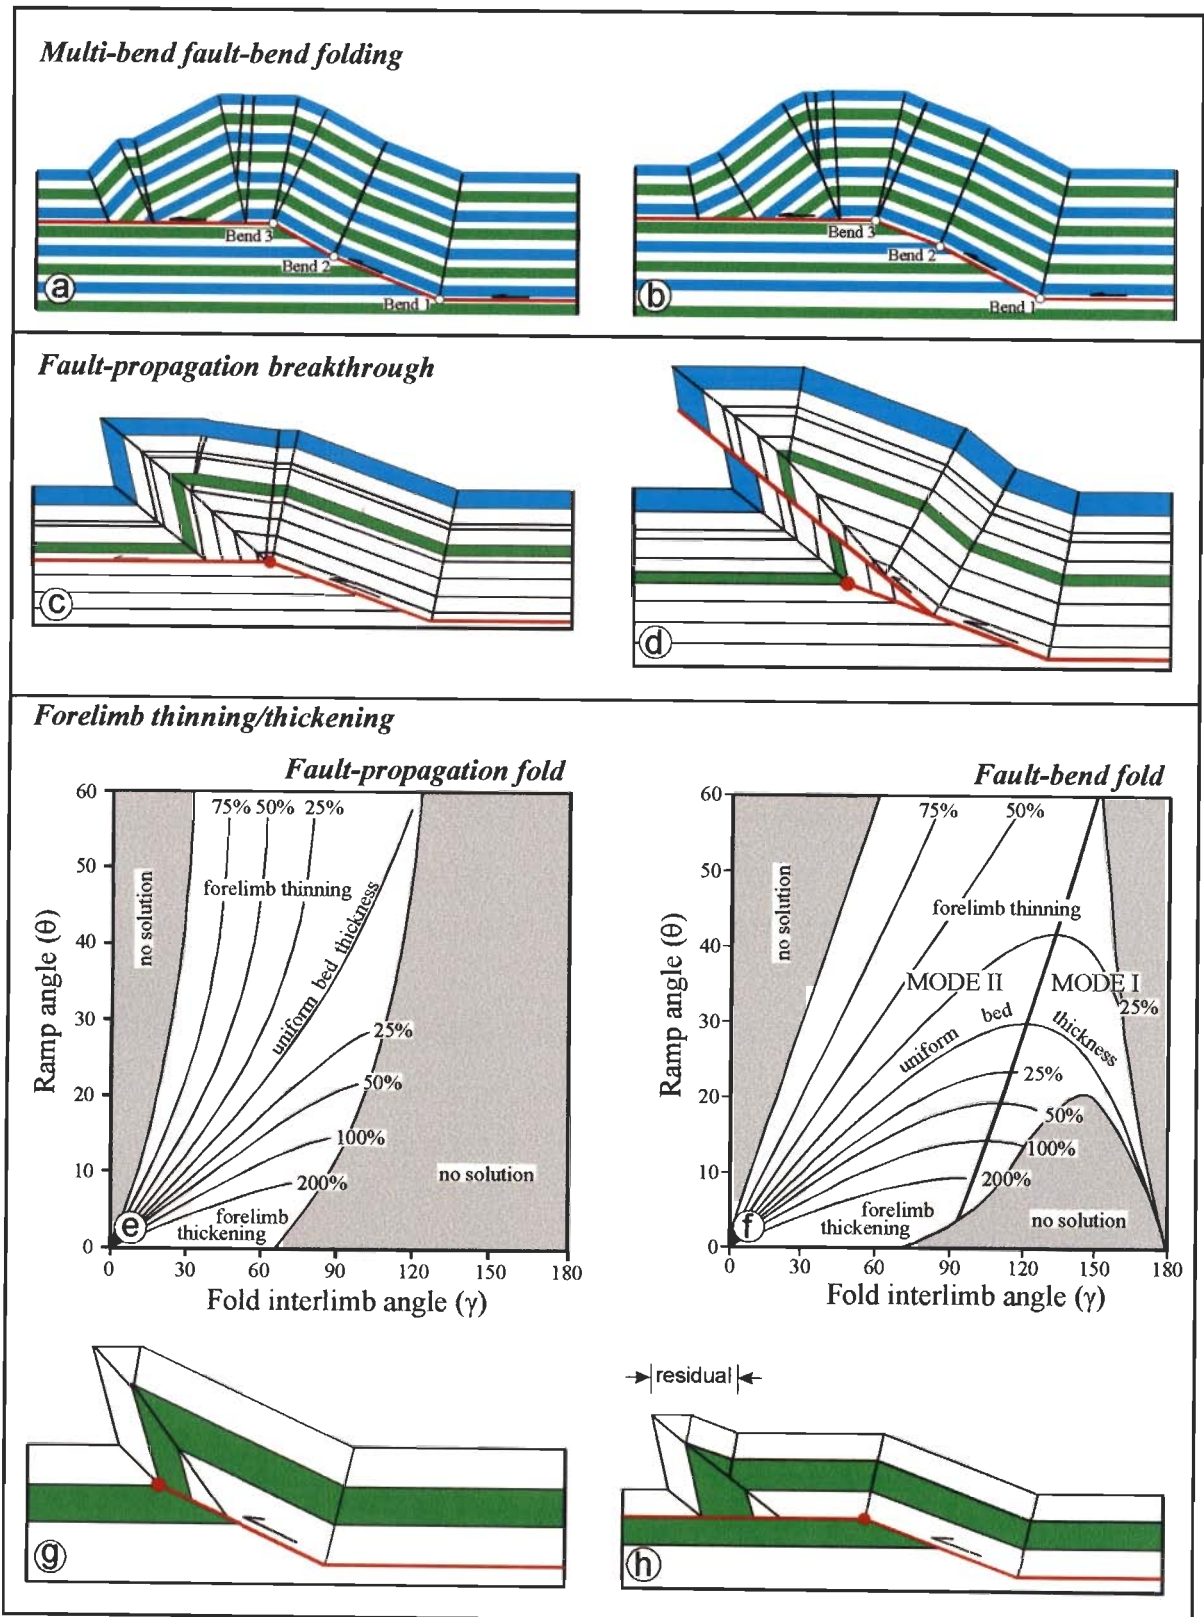 Multi-bend fault-bend folding
Bend 3
Bend 2
Bend 1
a
Bend 3
Bend 2
Bend 1
b
Fault-propagation breakthrough
c
d
Forelimb thinning/thickening
Fault-propagation fold
60
50
40
30
20
10
0
Ramp angle (θ)
no solution
75% 50% 25%
forelimb thinning
uniform bed thickness
25%
50%
100%
200%
no solution
forelimb
thickening
e
0 30 60 90 120 150 180
Fold interlimb angle (γ)
Fault-bend fold
60
50
40
30
20
10
0
Ramp angle (θ)
no solution
75% 50%
forelimb thinning
MODE II MODE I
25%
uniform bed thickness
25%
50%
100%
200%
forelimb
thickening
no solution
f
0 30 60 90 120 150 180
Fold interlimb angle (γ)
g
residual
h